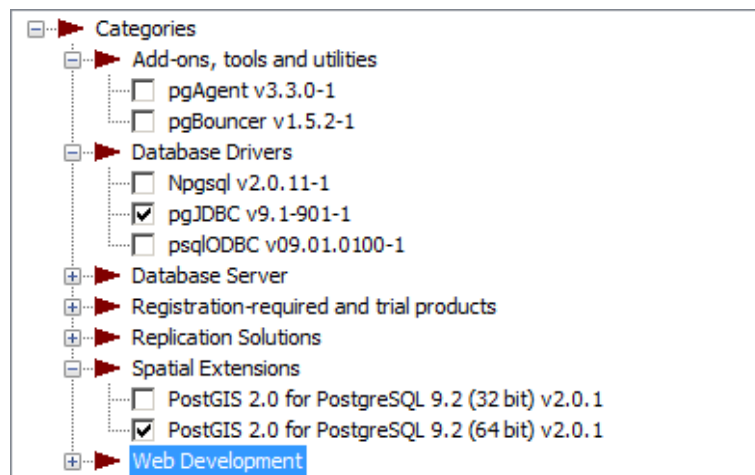 Categories
Add-ons, tools and utilities
pgAgent v3.3.0-1
pgBouncer v1.5.2-1
Database Drivers
Npgsql v2.0.11-1
pgJDBC v9.1-901-1
psqlODBC v09.01.0100-1
Database Server
Registration-required and trial products
Replication Solutions
Spatial Extensions
PostGIS 2.0 for PostgreSQL 9.2 (32 bit) v2.0.1
PostGIS 2.0 for PostgreSQL 9.2 (64 bit) v2.0.1
Web Development